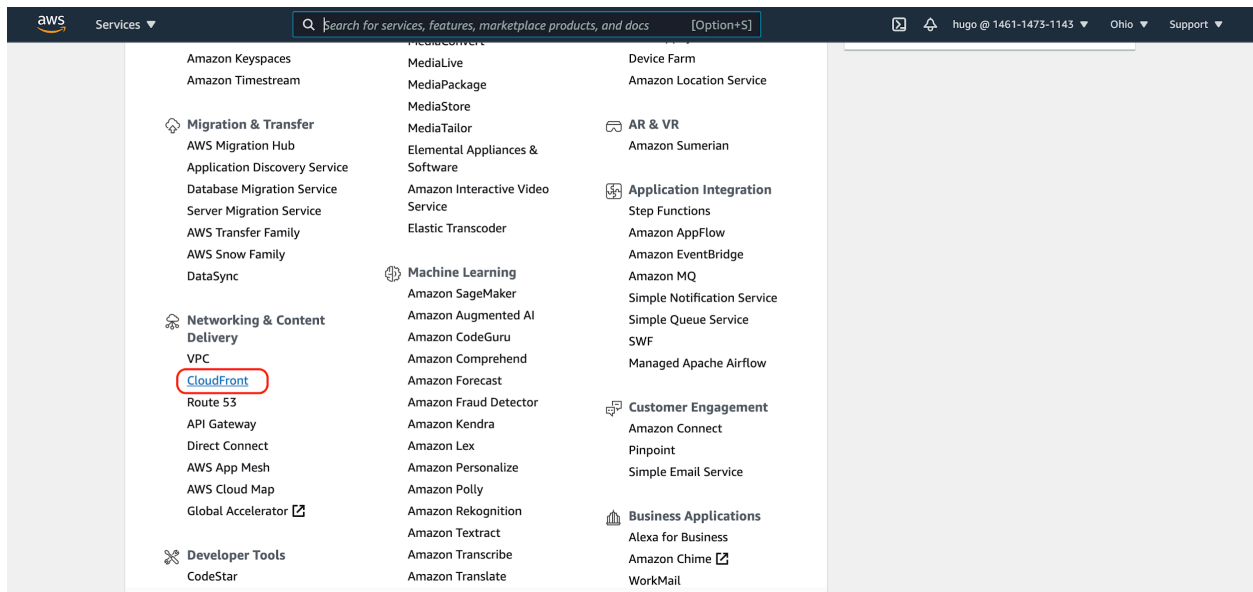 aws
Services ▼
Search for services, features, marketplace products, and docs [Option+S]
hugo @ 1461-1473-1143 ▼
Ohio ▼
Support ▼
Amazon Keyspaces
Amazon Timestream
Migration & Transfer
AWS Migration Hub
Application Discovery Service
Database Migration Service
Server Migration Service
AWS Transfer Family
AWS Snow Family
DataSync
Networking & Content
Delivery
VPC
CloudFront
Route 53
API Gateway
Direct Connect
AWS App Mesh
AWS Cloud Map
Global Accelerator
Developer Tools
CodeStar
MediaConvert
MediaLive
MediaPackage
MediaStore
MediaTailor
Elemental Appliances &
Software
Amazon Interactive Video
Service
Elastic Transcoder
Machine Learning
Amazon SageMaker
Amazon Augmented AI
Amazon CodeGuru
Amazon Comprehend
Amazon Forecast
Amazon Fraud Detector
Amazon Kendra
Amazon Lex
Amazon Personalize
Amazon Polly
Amazon Rekognition
Amazon Textract
Amazon Transcribe
Amazon Translate
Device Farm
Amazon Location Service
AR & VR
Amazon Sumerian
Application Integration
Step Functions
Amazon AppFlow
Amazon EventBridge
Amazon MQ
Simple Notification Service
Simple Queue Service
SWF
Managed Apache Airflow
Customer Engagement
Amazon Connect
Pinpoint
Simple Email Service
Business Applications
Alexa for Business
Amazon Chime
WorkMail